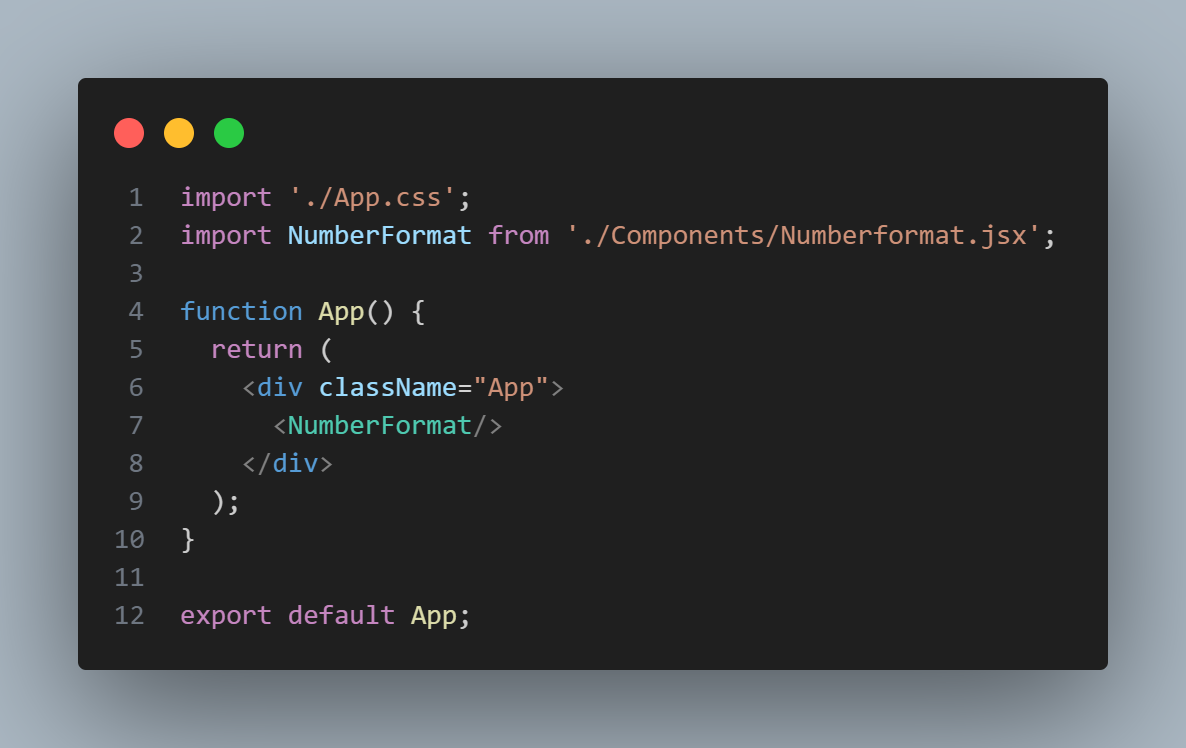 1 import './App.css';
2 import NumberFormat from './Components/Numberformat.jsx';
3
4 function App() {
5   return (
6     <div className="App">
7       <NumberFormat/>
8     </div>
9   );
10 }
11
12 export default App;